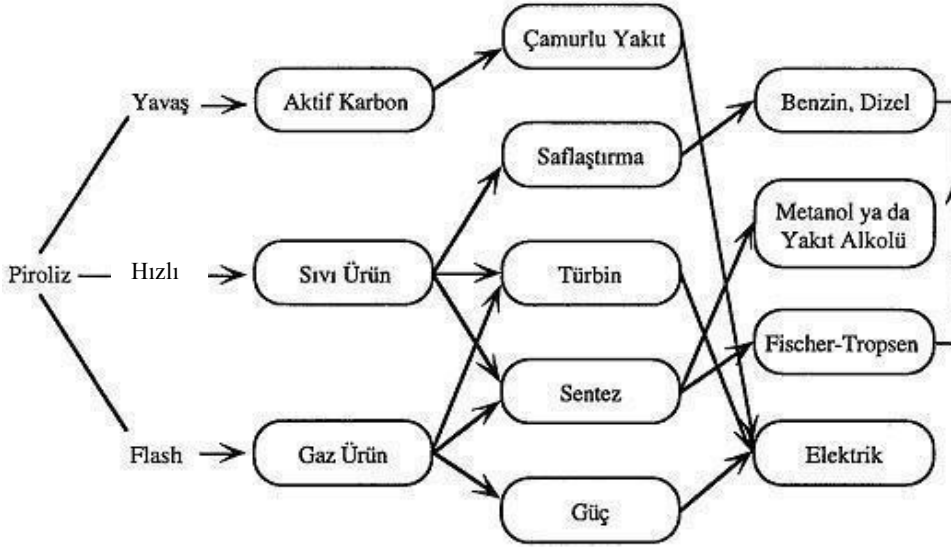 Çamurlu Yakıt
Yavaş
Aktif Karbon
Benzin, Dizel
Saflaştırma
Metanol ya da
Yakıt Alkolü
Piroliz
Hızlı
Sıvı Ürün
Türbin
Fischer-Tropsen
Sentez
Flash
Gaz Ürün
Elektrik
Güç